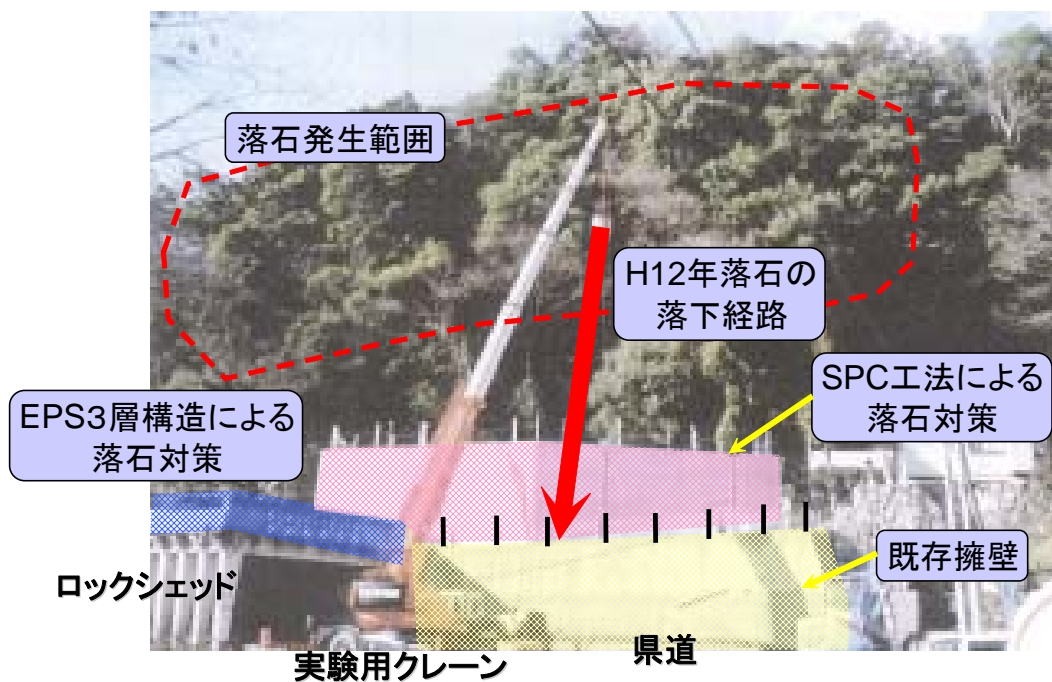 落石発生範囲
H12年落石の
落下経路
SPC工法による
落石対策
EPS3層構造による
落石対策
既存擁壁
ロックシェッド
実験用クレーン
県道